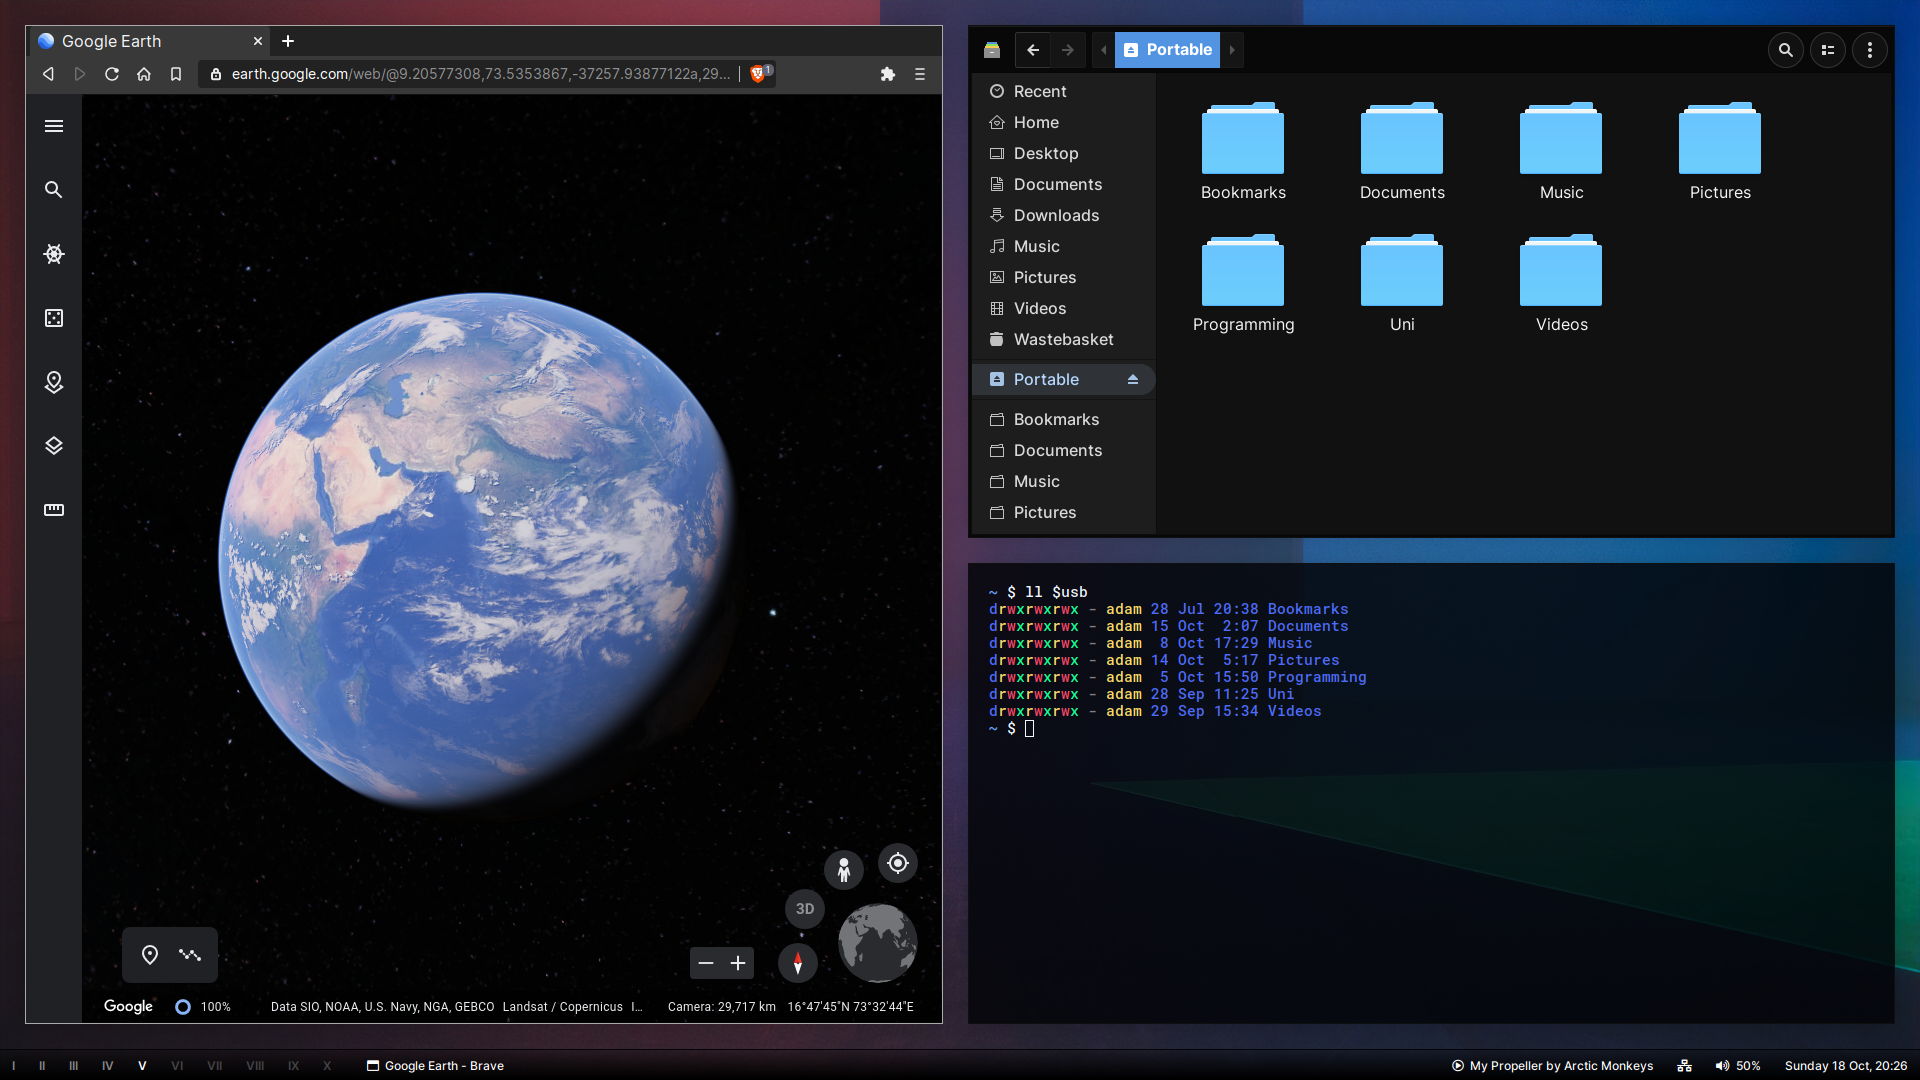 Google Earth
earth.google.com/web/@9.20577308,73.5353867,-37257.93877122a,29...
1
3D
Google
100%
Data SIO, NOAA, U.S. Navy, NGA, GEBCO Landsat / Copernicus I...
Camera: 29,717 km 16°47'45"N 73°32'44"E
Portable
Recent
Home
Desktop
Documents
Downloads
Music
Pictures
Videos
Wastebasket
Portable
Bookmarks
Documents
Music
Pictures
Bookmarks Documents Music Pictures
Programming Uni Videos
~ $ ll $usb
drwxrwxrwx - adam 28 Jul 20:38 Bookmarks
drwxrwxrwx - adam 15 Oct  2:07 Documents
drwxrwxrwx - adam  8 Oct 17:29 Music
drwxrwxrwx - adam 14 Oct  5:17 Pictures
drwxrwxrwx - adam  5 Oct 15:50 Programming
drwxrwxrwx - adam 28 Sep 11:25 Uni
drwxrwxrwx - adam 29 Sep 15:34 Videos
~ $
I II III IV V VI VII VIII IX X Google Earth - Brave My Propeller by Arctic Monkeys 50% Sunday 18 Oct, 20:26